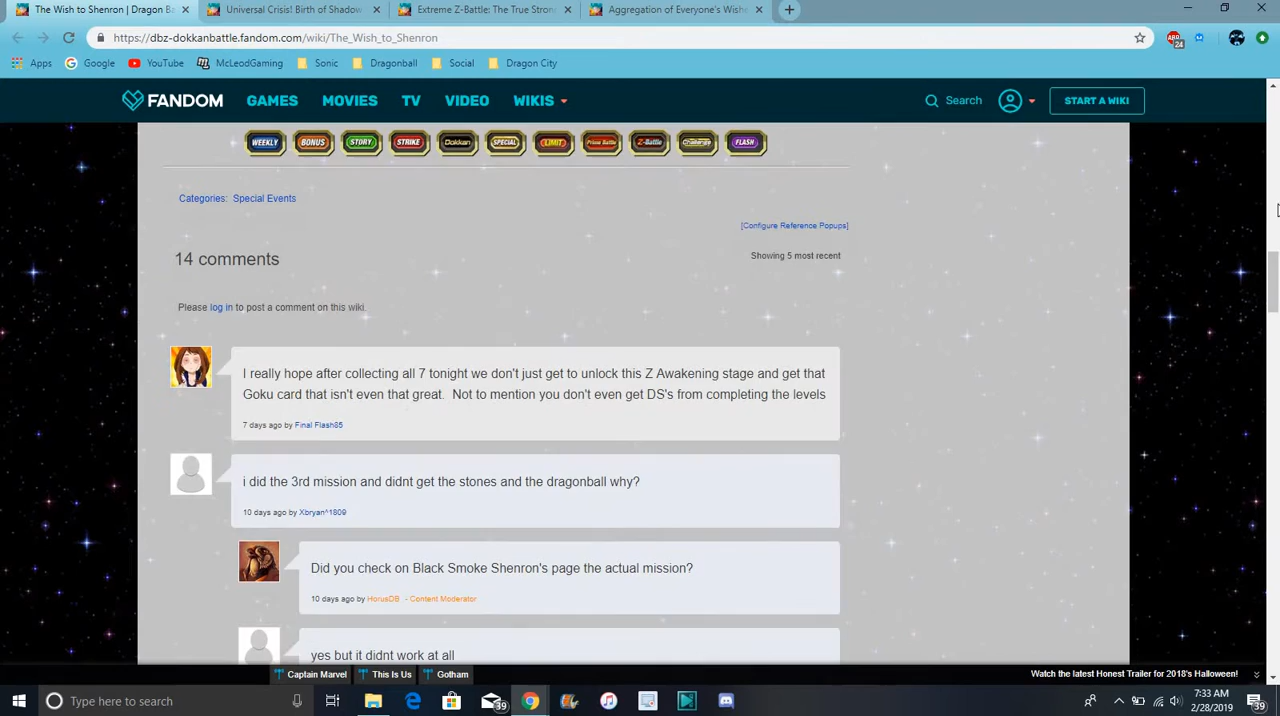 The Wish to Shenron | Dragon Ba
Universal Crisis! Birth of Shadow
Extreme Z-Battle: The True Stron
Aggregation of Everyone's Wishe
https://dbz-dokkanbattle.fandom.com/wiki/The_Wish_to_Shenron
24
Apps
Google
YouTube
McLeodGaming
Sonic
Dragonball
Social
Dragon City
FANDOM
GAMES
MOVIES
TV
VIDEO
WIKIS
Search
START A WIKI
WEEKLY
BONUS
STORY
STRIKE
Dokkan
SPECIAL
LIMIT
Prime Battle
Z-Battle
Challenge
FLASH
Categories: Special Events
[Configure Reference Popups]
14 comments
Showing 5 most recent
Please log in to post a comment on this wiki.
I really hope after collecting all 7 tonight we don't just get to unlock this Z Awakening stage and get that
Goku card that isn't even that great. Not to mention you don't even get DS's from completing the levels
7 days ago by Final Flash85
i did the 3rd mission and didnt get the stones and the dragonball why?
10 days ago by Xbryan^1809
Did you check on Black Smoke Shenron's page the actual mission?
10 days ago by HorusDB - Content Moderator
yes but it didnt work at all
Captain Marvel
This Is Us
Gotham
Watch the latest Honest Trailer for 2018's Halloween!
Type here to search
39
7:33 AM
2/28/2019
39